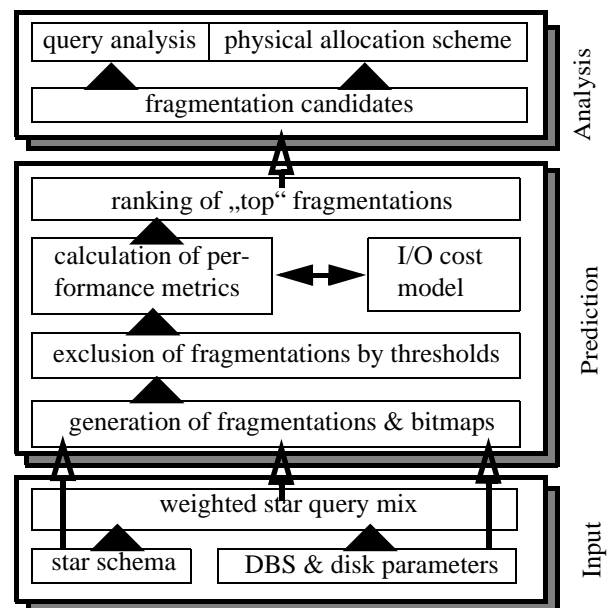 query analysis
physical allocation scheme
fragmentation candidates
Analysis
ranking of „top“ fragmentations
calculation of per-
formance metrics
I/O cost
model
exclusion of fragmentations by thresholds
generation of fragmentations & bitmaps
Prediction
weighted star query mix
star schema
DBS & disk parameters
Input